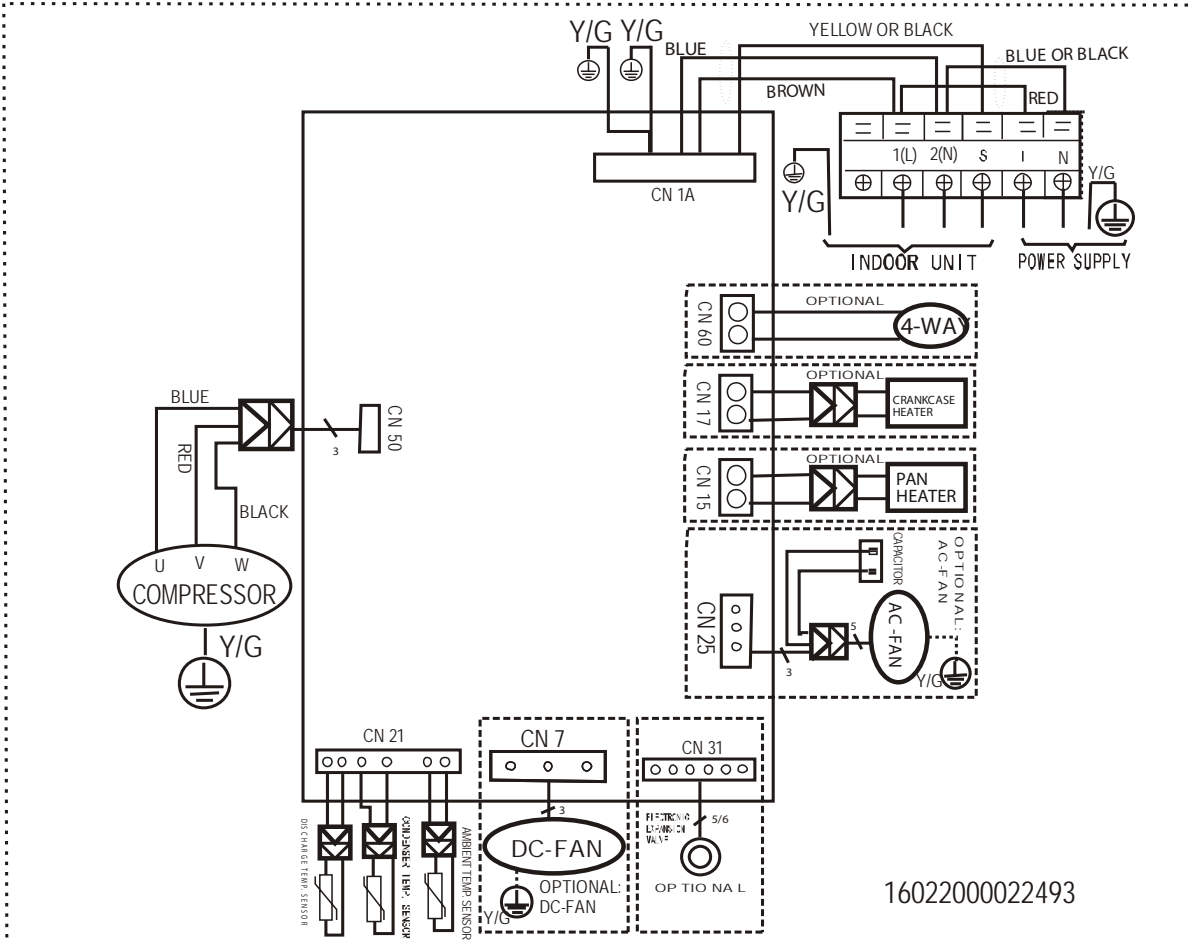 Y/G Y/G
BLUE
YELLOW OR BLACK
BLUE OR BLACK
BROWN
RED
1(L) 2(N) S I N
CN 1A
Y/G
Y/G
INDOOR UNIT
POWER SUPPLY
CN 60
OPTIONAL
4-WAY
CN 17
OPTIONAL
CRANKCASE
HEATER
CN 15
OPTIONAL
PAN
HEATER
BLUE
RED
BLACK
3
CN 50
U V W
COMPRESSOR
Y/G
CN 25
3
5
CAPACITOR
AC-FAN
OPTIONAL:
AC-FAN
Y/G
CN 21
DISCHARGE TEMP. SENSOR
CONDENSER TEMP. SENSOR
AMBIENT TEMP. SENSOR
CN 7
3
DC-FAN
OPTIONAL:
DC-FAN
Y/G
CN 31
ELECTRONIC
EXPANSION
VALVE
5/6
OPTIONAL
16022000022493